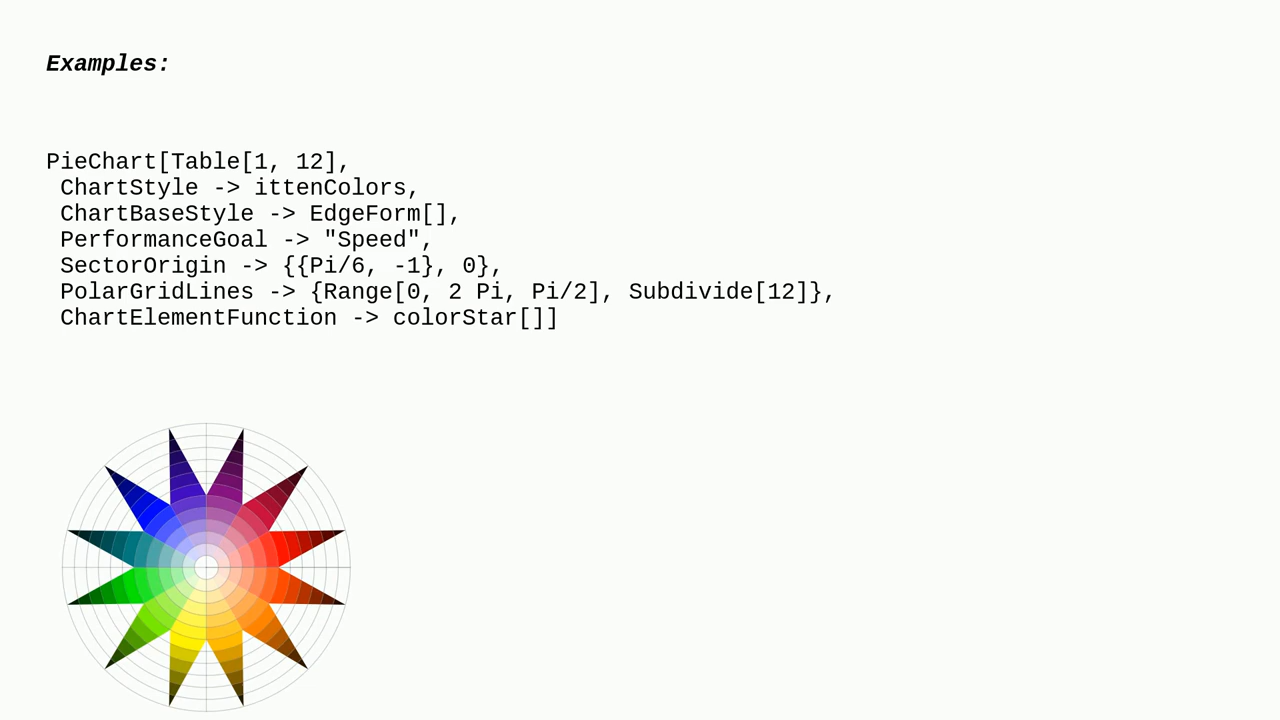 Examples:
PieChart[Table[1, 12],
 ChartStyle -> ittenColors,
 ChartBaseStyle -> EdgeForm[],
 PerformanceGoal -> "Speed",
 SectorOrigin -> {{Pi/6, -1}, 0},
 PolarGridLines -> {Range[0, 2 Pi, Pi/2], Subdivide[12]},
 ChartElementFunction -> colorStar[]]